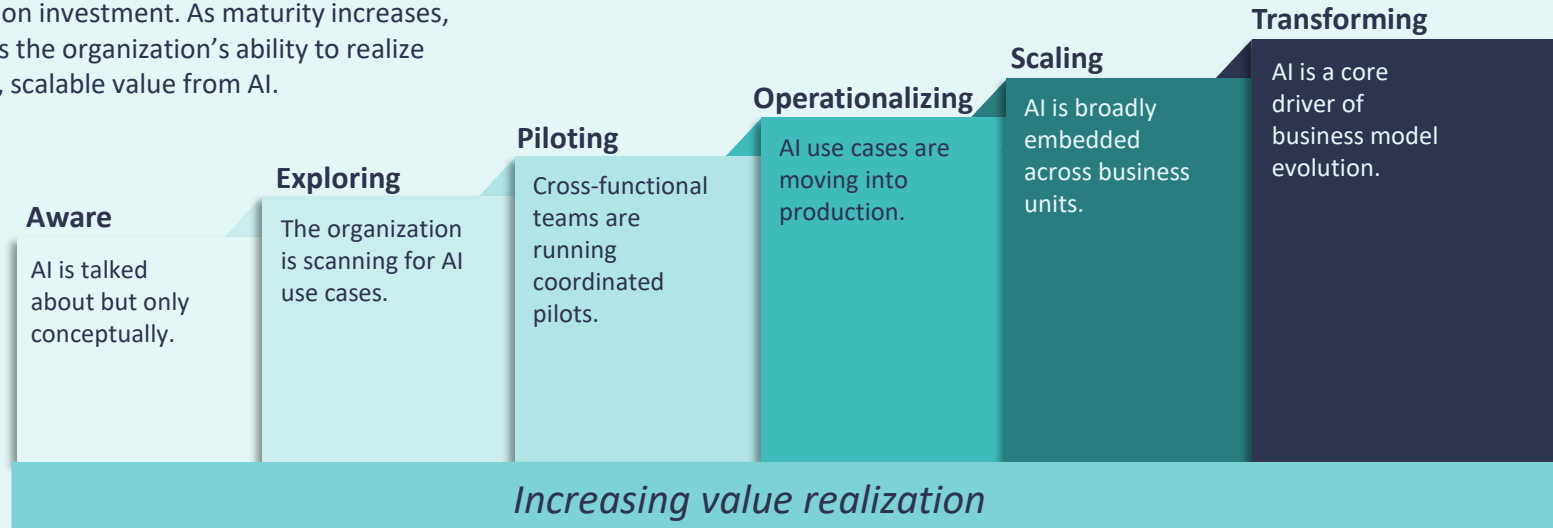 on investment. As maturity increases,
s the organization's ability to realize
, scalable value from AI.
Aware
AI is talked
about but only
conceptually.
Exploring
The organization
is scanning for AI
use cases.
Piloting
Cross-functional
teams are
running
coordinated
pilots.
Operationalizing
AI use cases are
moving into
production.
Scaling
AI is broadly
embedded
across business
units.
Transforming
AI is a core
driver of
business model
evolution.
Increasing value realization